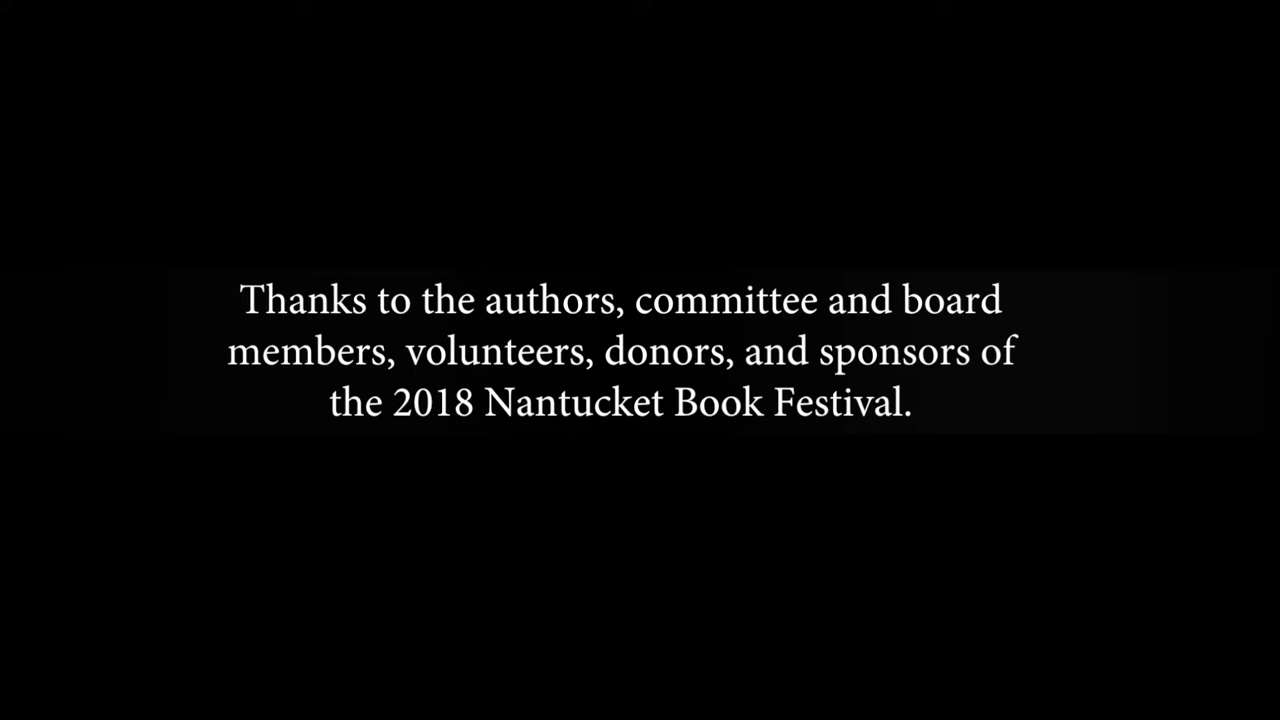 Thanks to the authors, committee and board
members, volunteers, donors, and sponsors of
the 2018 Nantucket Book Festival.